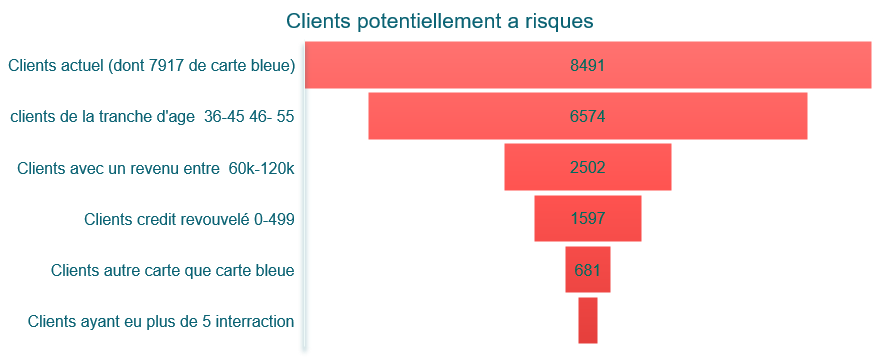 Clients potentiellement a risques
Clients actuel (dont 7917 de carte bleue)
8491
clients de la tranche d'age  36-45 46- 55
6574
Clients avec un revenu entre  60k-120k
2502
Clients credit revouvelé 0-499
1597
Clients autre carte que carte bleue
681
Clients ayant eu plus de 5 interraction